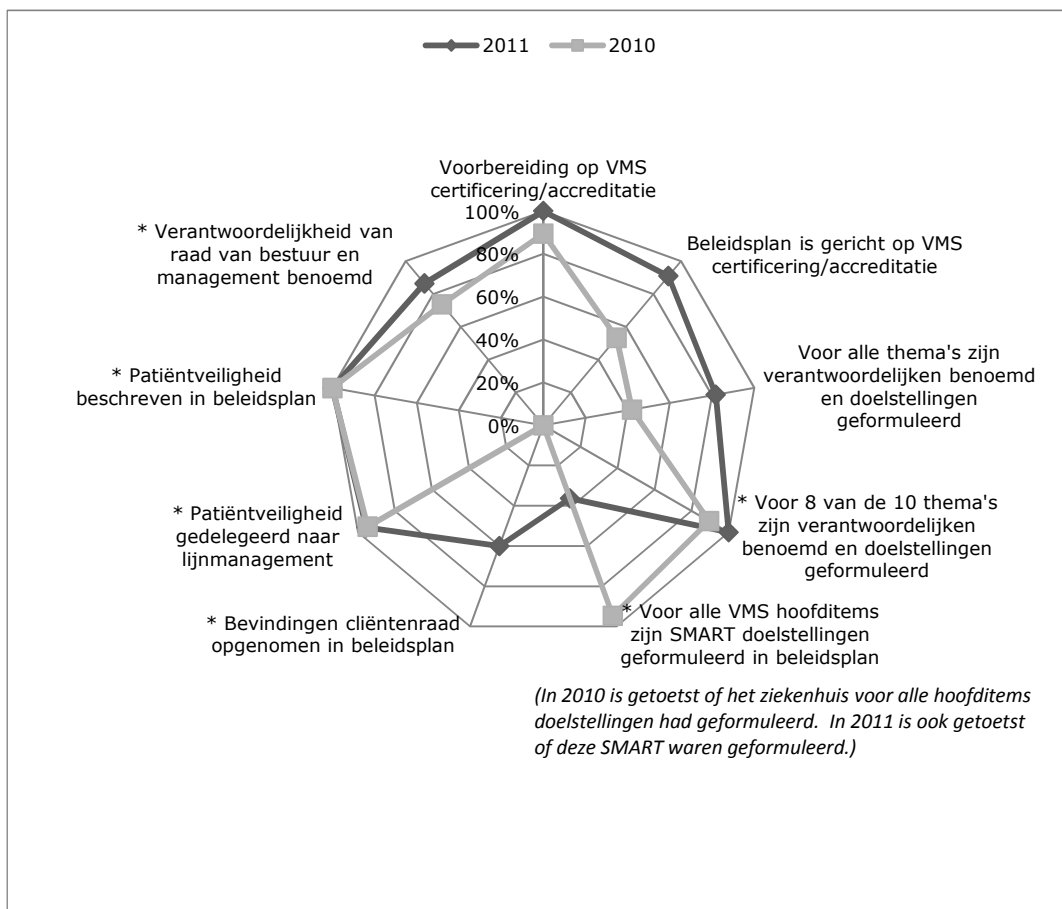 2011
2010
Voorbereiding op VMS
certificering/accreditatie
100%
80%
60%
40%
20%
0%
Beleidsplan is gericht op VMS
certificering/accreditatie
Voor alle thema's zijn
verantwoordelijken benoemd
en doelstellingen
geformuleerd
* Voor 8 van de 10 thema's
zijn verantwoordelijken
benoemd en doelstellingen
geformuleerd
* Voor alle VMS hoofditems
zijn SMART doelstellingen
geformuleerd in beleidsplan
(In 2010 is getoetst of het ziekenhuis voor alle hoofditems
doelstellingen had geformuleerd.  In 2011 is ook getoetst
of deze SMART waren geformuleerd.)
* Bevindingen cliëntenraad
opgenomen in beleidsplan
* Patiëntveiligheid
gedelegeerd naar
lijnmanagement
* Patiëntveiligheid
beschreven in beleidsplan
* Verantwoordelijkheid van
raad van bestuur en
management benoemd